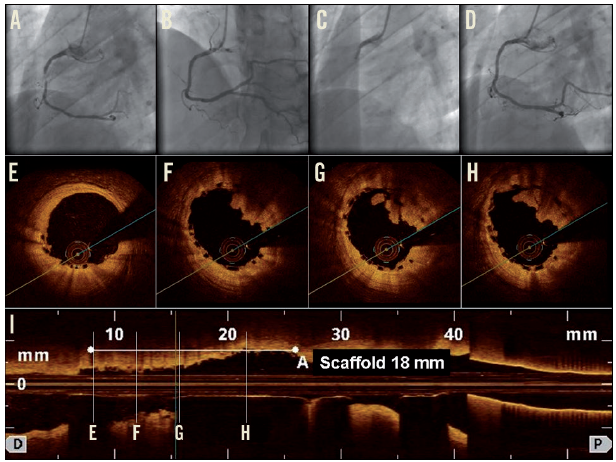 A B C D
E F G H
I
10 20 30 40 mm
mm
A Scaffold 18 mm
0
E F G H
D P